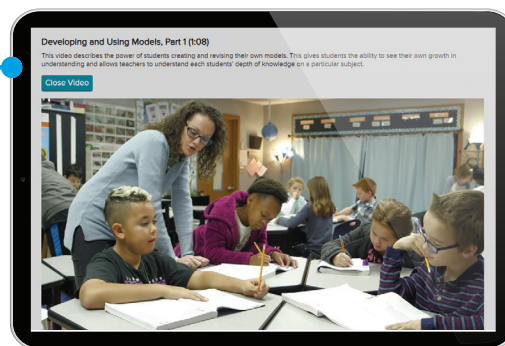 Developing and Using Models, Part 1 (1:08)
This video describes the power of students creating and revising their own models. This gives students the ability to see their own growth in
understanding and allows teachers to understand each students' depth of knowledge on a particular subject.
Close Video